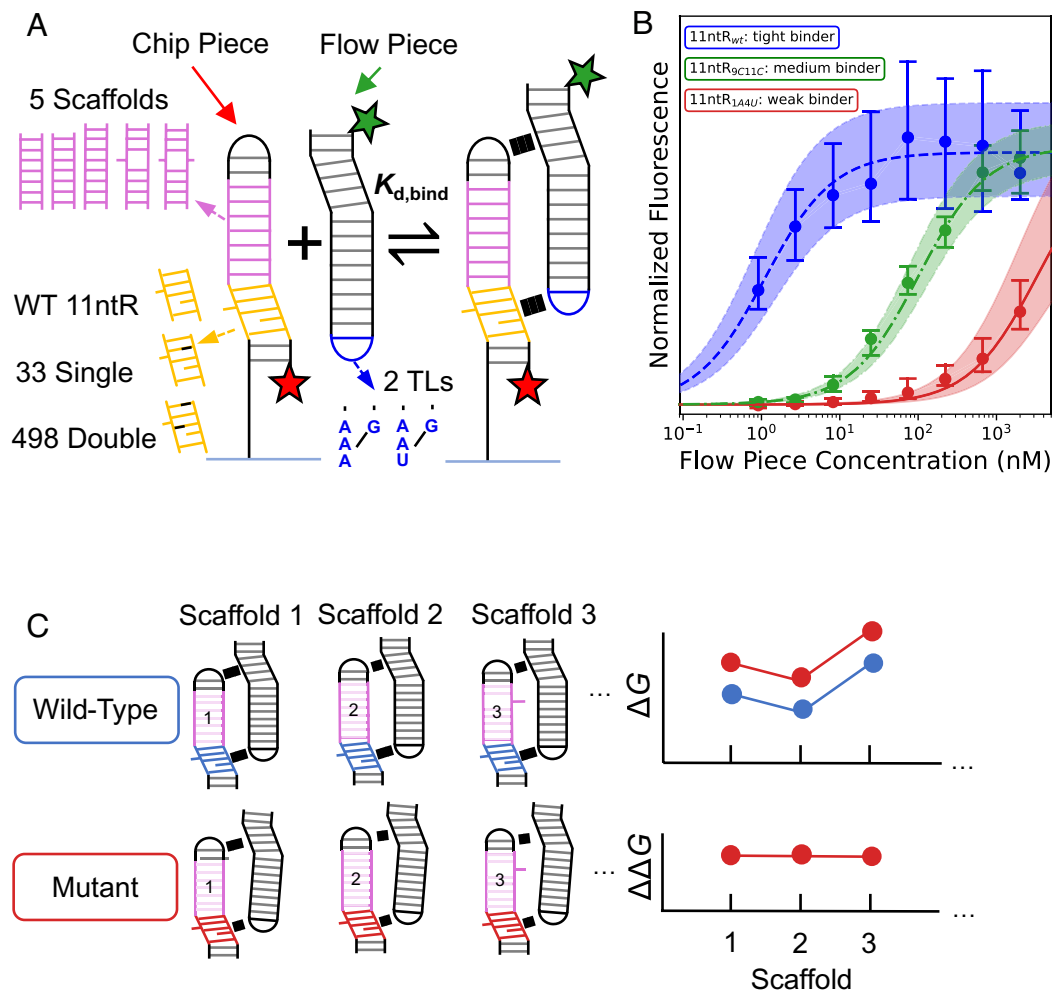 A
Chip Piece
Flow Piece
5 Scaffolds
K_d,bind
WT 11ntR
33 Single
498 Double
2 TLs
A G
A
A
A G
A
U
B
11ntR_wt: tight binder
11ntR_9C11C: medium binder
11ntR_1A4U: weak binder
Normalized Fluorescence
10^-1 10^0 10^1 10^2 10^3
Flow Piece Concentration (nM)
C
Scaffold 1 Scaffold 2 Scaffold 3
Wild-Type
1 2 3 ...
ΔG
...
Mutant
1 2 3 ...
ΔΔG
...
1 2 3
Scaffold